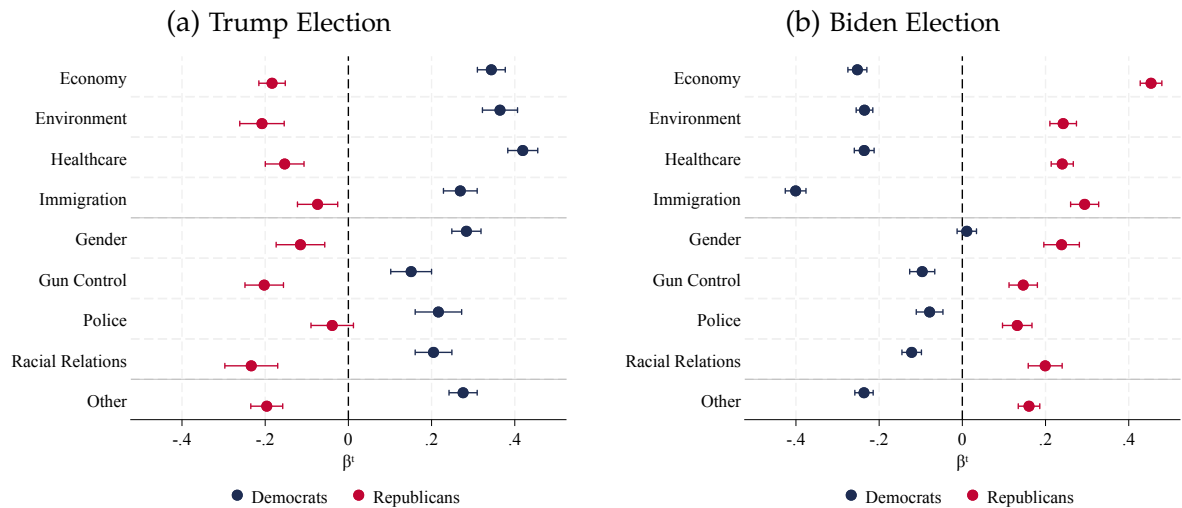 (a) Trump Election
Economy
Environment
Healthcare
Immigration
Gender
Gun Control
Police
Racial Relations
Other
-.4 -.2 0 .2 .4
βᵗ
Democrats Republicans
(b) Biden Election
Economy
Environment
Healthcare
Immigration
Gender
Gun Control
Police
Racial Relations
Other
-.4 -.2 0 .2 .4
βᵗ
Democrats Republicans